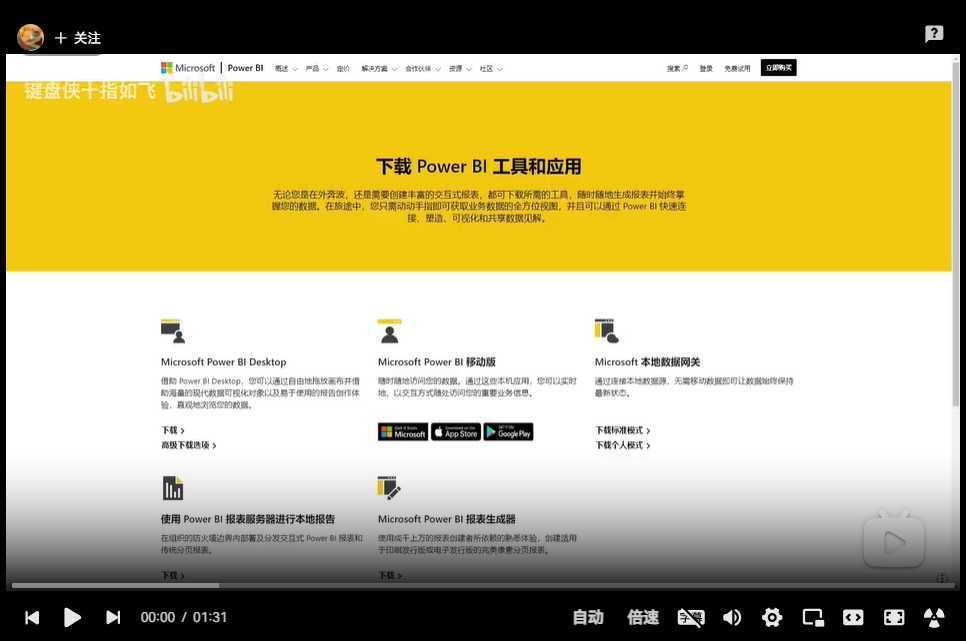 + 关注
Microsoft | Power BI 概述 产品 定价 解决方案 合作伙伴 资源 社区 搜索 登录 免费试用 立即购买
键盘侠十指如飞 bilibili
下载 Power BI 工具和应用
无论您是在外奔波，还是需要创建丰富的交互式报表，都可下载所需的工具，随时随地生成报表并始终掌
握您的数据。在旅途中，您只需动动手指即可获取业务数据的全方位视图，并且可以通过 Power BI 快速连
接、塑造、可视化和共享数据见解。
Microsoft Power BI Desktop
借助 Power BI Desktop，您可以通过自由地拖放画布并借
助海量的现代数据可视化对象以及易于使用的报告创作体
验，直观地浏览您的数据。
下载
高级下载选项
Microsoft Power BI 移动版
随时随地访问您的数据。通过这些本机应用，您可以实时
地、以交互方式随处访问您的重要业务信息。
Get it from Microsoft
Download on the App Store
GET IT ON Google Play
Microsoft 本地数据网关
通过连接本地数据源，无需移动数据即可让数据始终保持
最新状态。
下载标准模式
下载个人模式
使用 Power BI 报表服务器进行本地报告
在组织的防火墙边界内部署及分发交互式 Power BI 报表和
传统分页报表。
下载
Microsoft Power BI 报表生成器
使用成千上万的报表创建者所依赖的熟悉体验，创建适用
于印刷发行版或电子发行版的完美像素分页报表。
下载
00:00 / 01:31 自动 倍速 字幕